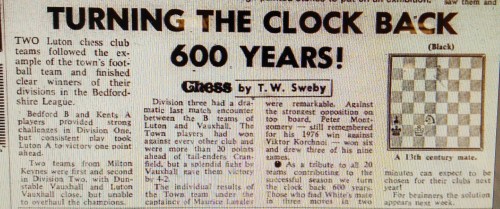 saw them and
TURNING THE CLOCK BACK
600 YEARS!
Chess by T. W. Sweby
TWO Luton chess club
teams followed the ex-
ample of the town's foot-
ball team and finished
clear winners of their
divisions in the Bedford-
shire League.
Bedford B and Kents A
players provided strong
challenges in Division One,
but consistent play took
Luton A to victory one point
ahead.
Two teams from Milton
Keynes were first and second
in Division Two, with Dun-
stable Vauxhall and Luton
Vauxhall close, but unable
to overhaul the champions.
Division three had a dra-
matic last match encounter
between the B teams of
Luton and Vauxhall. The
Town players had won
against every other club and
were more than 20 points
ahead of tail-enders Cran-
field, but a splendid fight by
Vauxhall gave them victory
by 4-2.
The individual results of
the Town team under the
captaincy of Maurice
were remarkable. Against
the strongest opposition on
top board, Peter Mont-
gomery — still remembered
for his 1978 win against
Viktor Korchnoi — won six
and drew three of his nine
games.
As a tribute to all 20
teams contributing to the
successful season we turn
the clock back 600 years.
Those who find White's mate
in three moves in two
(Black)
A 13th century mate.
minutes can expect to be
chosen for their clubs next
year!
For beginners the solution
appears next week.